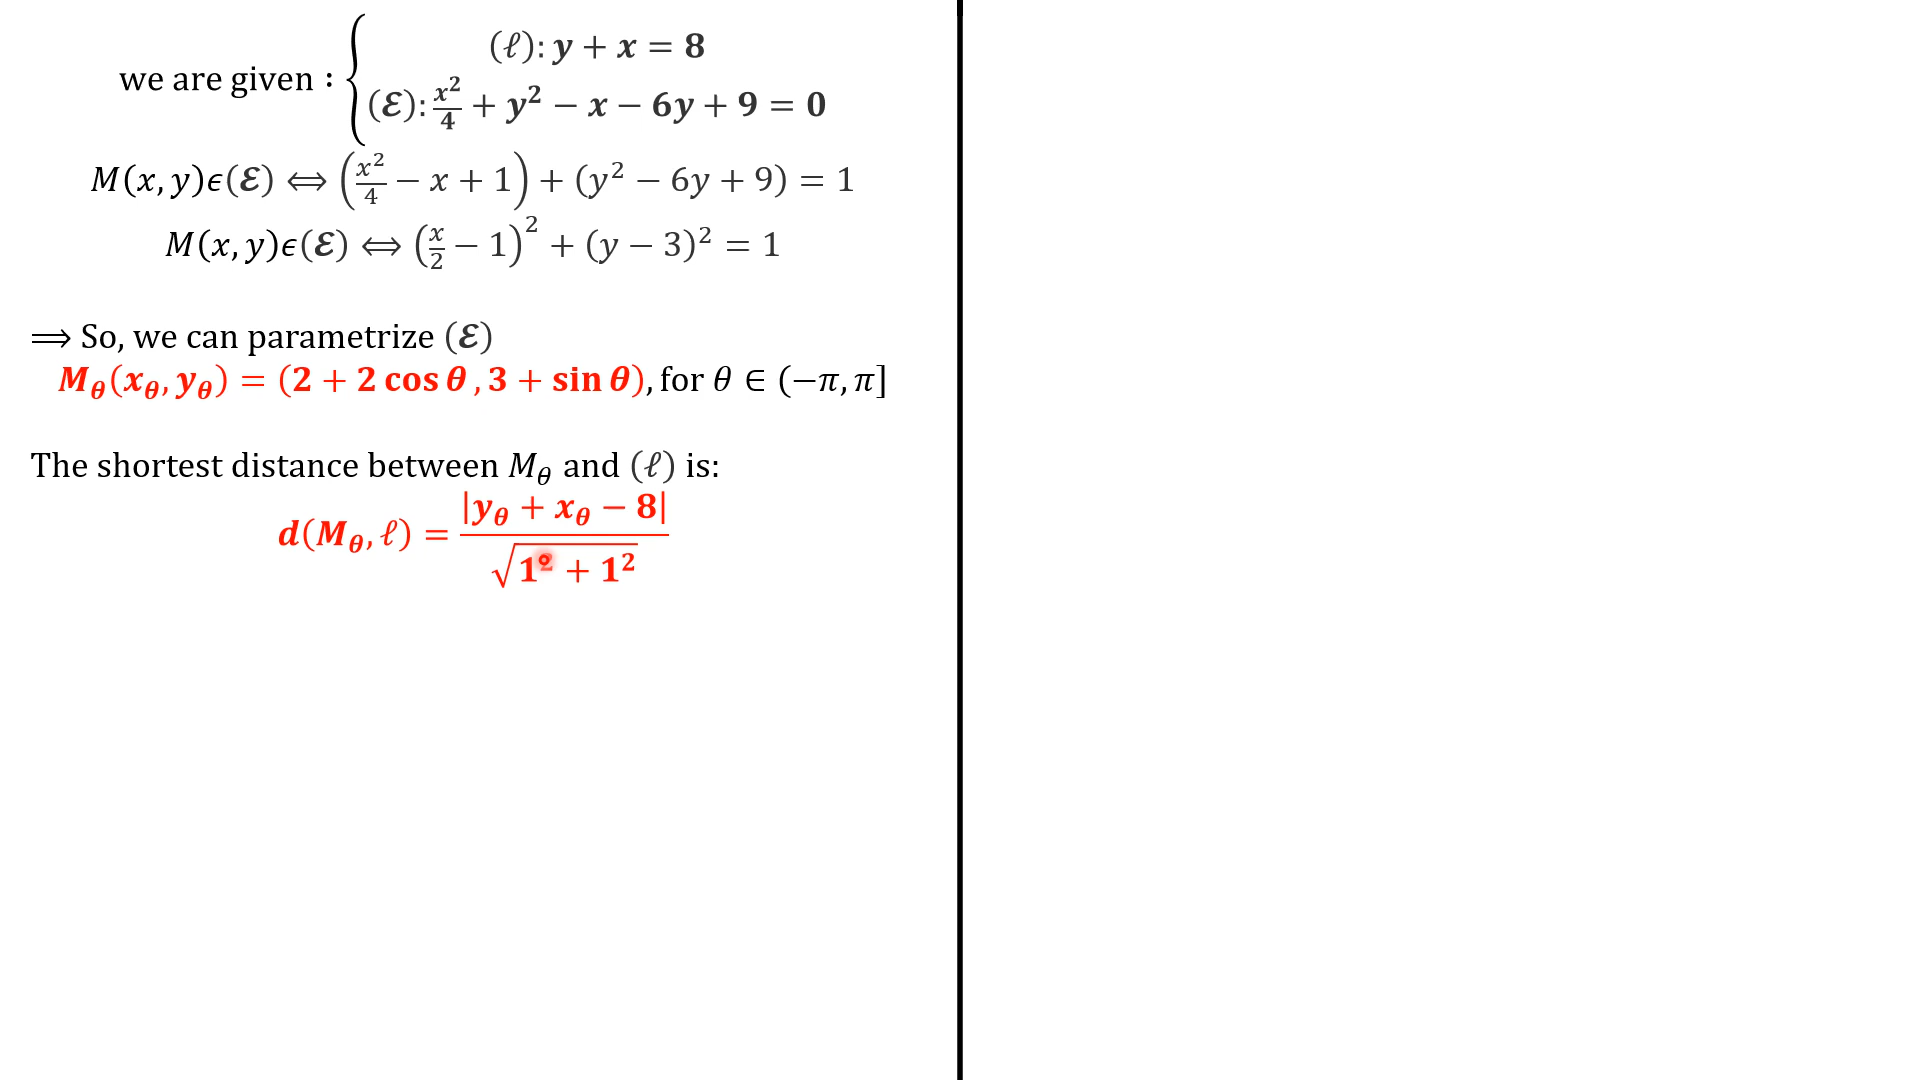 we are given : { (ℓ): y + x = 8
(ℰ): x²/4 + y² − x − 6y + 9 = 0
M(x, y)ϵ(ℰ) ⟺ (x²/4 − x + 1) + (y² − 6y + 9) = 1
M(x, y)ϵ(ℰ) ⟺ (x/2 − 1)² + (y − 3)² = 1
⟹ So, we can parametrize (ℰ)
M_θ(x_θ, y_θ) = (2 + 2 cos θ , 3 + sin θ), for θ ∈ (−π, π]
The shortest distance between M_θ and (ℓ) is:
d(M_θ, ℓ) = |y_θ + x_θ − 8| / √(1² + 1²)